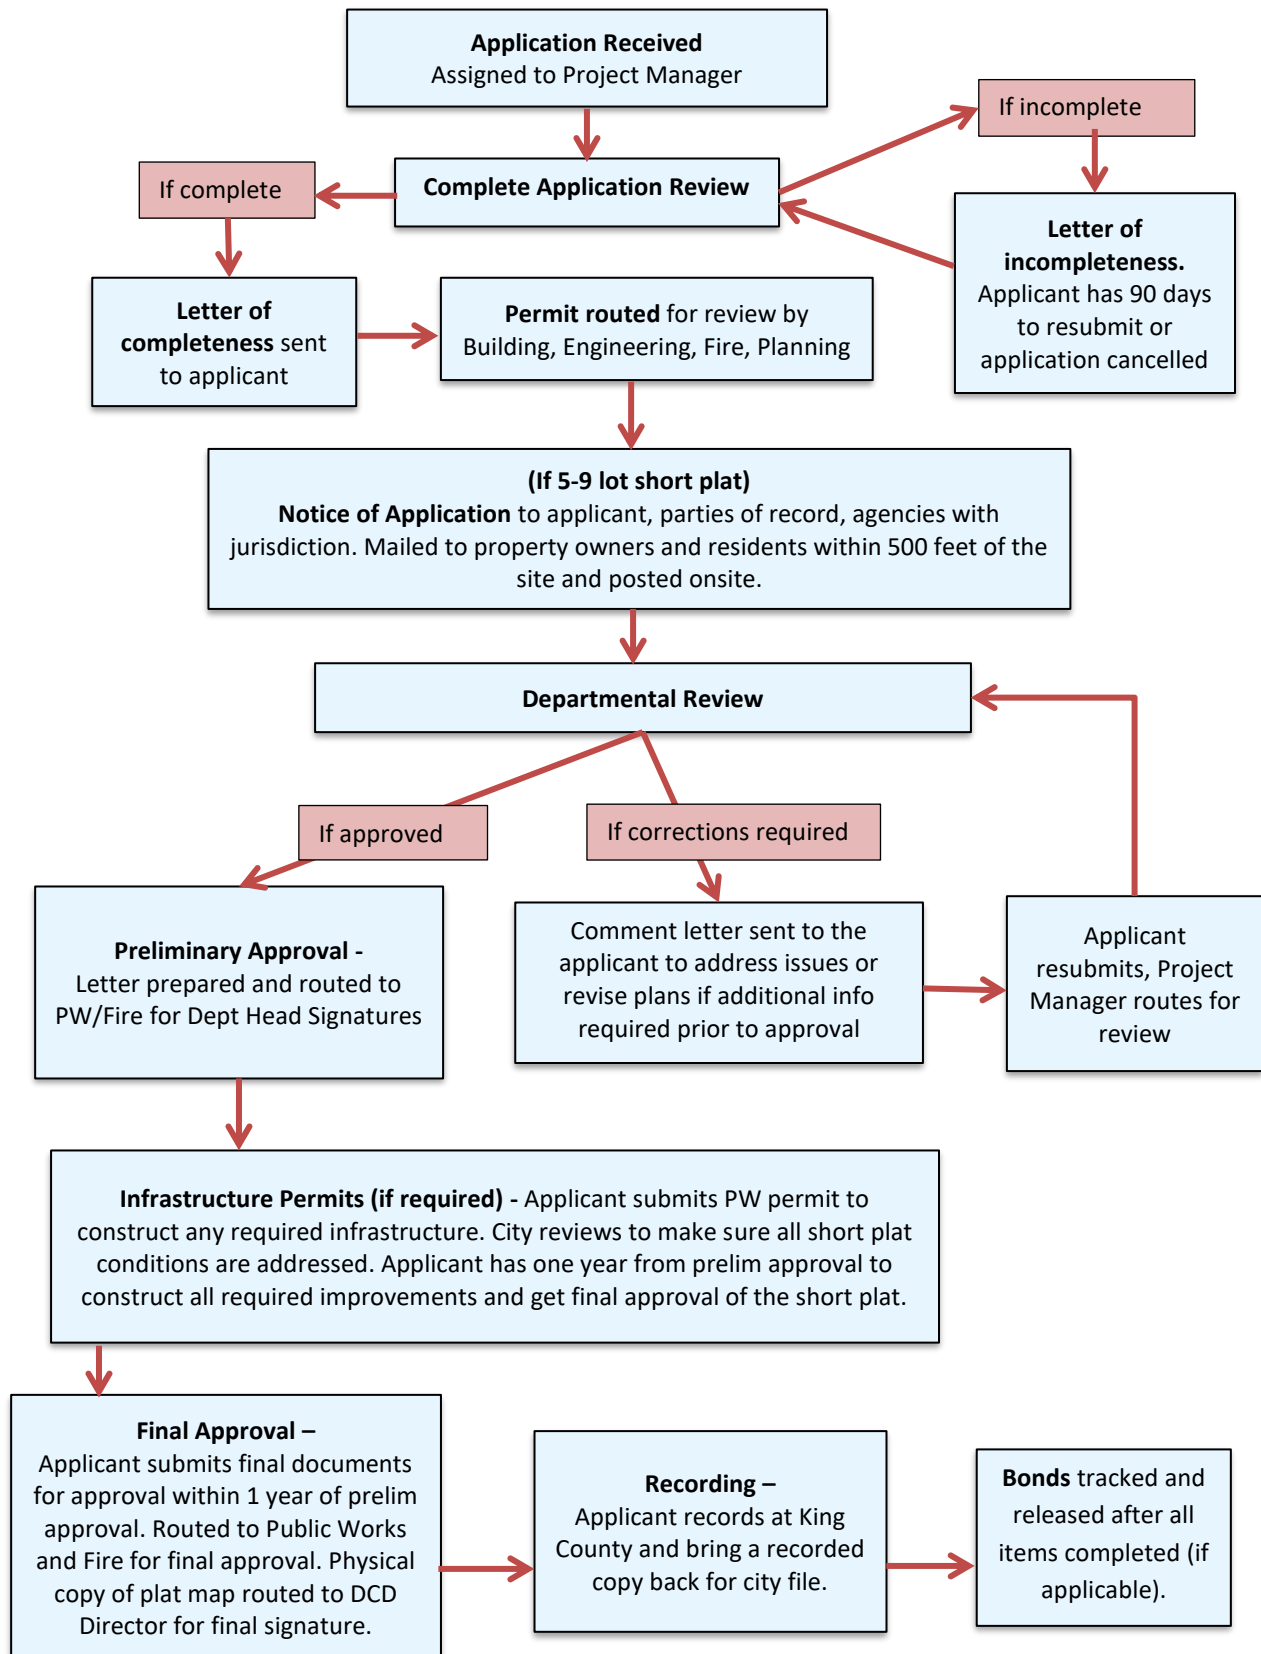 Application Received
Assigned to Project Manager
If incomplete
Complete Application Review
If complete
Letter of
incompleteness.
Applicant has 90 days
to resubmit or
application cancelled
Letter of
completeness sent
to applicant
Permit routed for review by
Building, Engineering, Fire, Planning
(If 5-9 lot short plat)
Notice of Application to applicant, parties of record, agencies with
jurisdiction. Mailed to property owners and residents within 500 feet of the
site and posted onsite.
Departmental Review
If approved
If corrections required
Preliminary Approval -
Letter prepared and routed to
PW/Fire for Dept Head Signatures
Comment letter sent to the
applicant to address issues or
revise plans if additional info
required prior to approval
Applicant
resubmits, Project
Manager routes for
review
Infrastructure Permits (if required) - Applicant submits PW permit to
construct any required infrastructure. City reviews to make sure all short plat
conditions are addressed. Applicant has one year from prelim approval to
construct all required improvements and get final approval of the short plat.
Final Approval –
Applicant submits final documents
for approval within 1 year of prelim
approval. Routed to Public Works
and Fire for final approval. Physical
copy of plat map routed to DCD
Director for final signature.
Recording –
Applicant records at King
County and bring a recorded
copy back for city file.
Bonds tracked and
released after all
items completed (if
applicable).